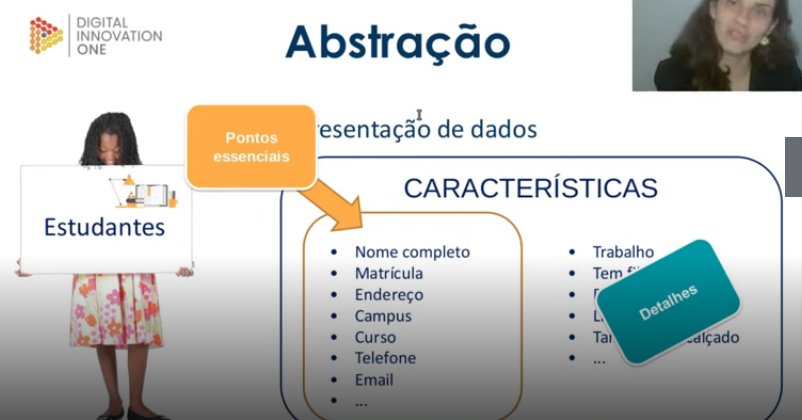 DIGITAL
INNOVATION
ONE
Abstração
Pontos
essenciais
resentação de dados
CARACTERÍSTICAS
Estudantes
• Nome completo
• Matrícula
• Endereço
• Campus
• Curso
• Telefone
• Email
• ...
• Trabalho
• Tem
Detalhes
• ...